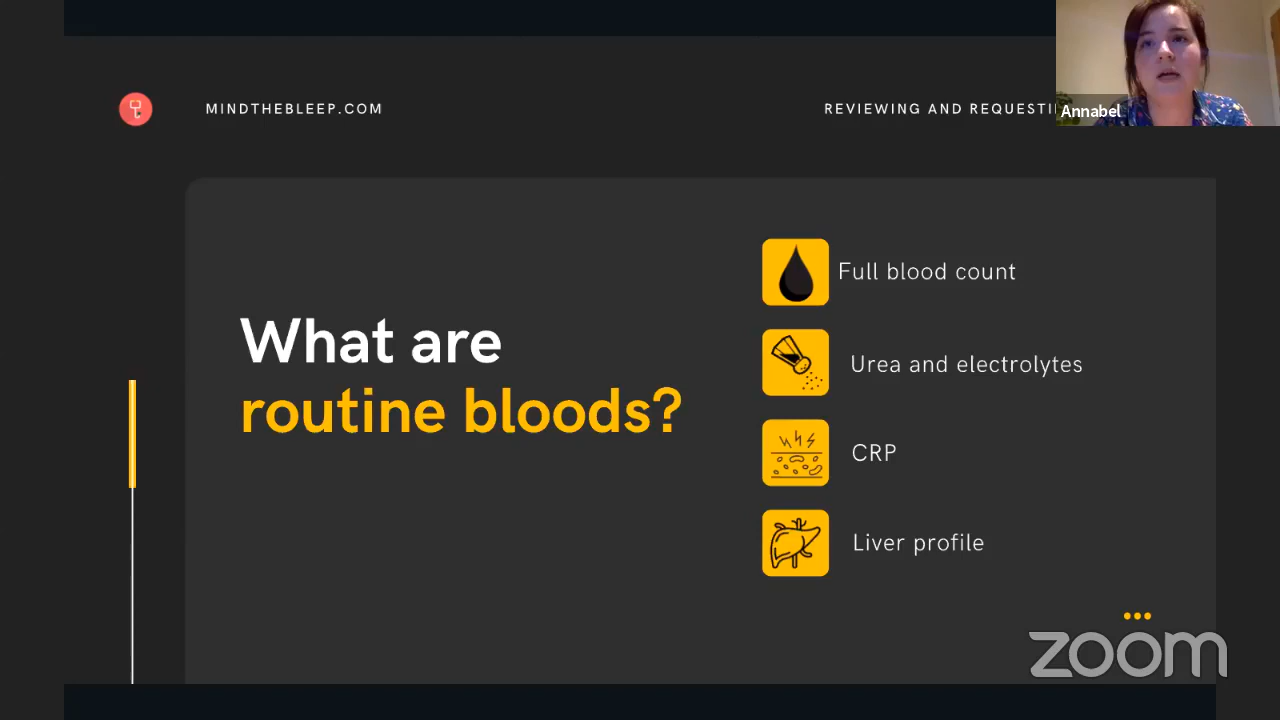 MINDTHEBLEEP.COM
REVIEWING AND
Annabel
What are
routine bloods?
Full blood count
Urea and electrolytes
CRP
Liver profile
zoom